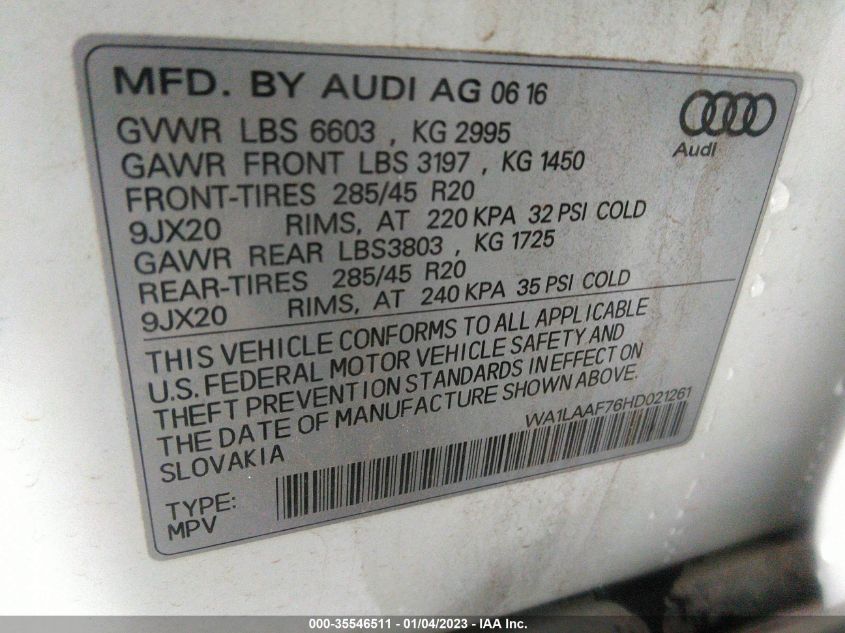 MFD. BY AUDI AG 06 16
GVWR LBS 6603 , KG 2995
GAWR FRONT LBS 3197 , KG 1450
FRONT-TIRES 285/45 R20
9JX20 RIMS, AT 220 KPA 32 PSI COLD
GAWR REAR LBS3803 , KG 1725
REAR-TIRES 285/45 R20
9JX20 RIMS, AT 240 KPA 35 PSI COLD
Audi
THIS VEHICLE CONFORMS TO ALL APPLICABLE
U.S. FEDERAL MOTOR VEHICLE SAFETY AND
THEFT PREVENTION STANDARDS IN EFFECT ON
THE DATE OF MANUFACTURE SHOWN ABOVE.
SLOVAKIA
WA1LAAF76HD021261
TYPE:
MPV
000-35546511 - 01/04/2023 - IAA Inc.